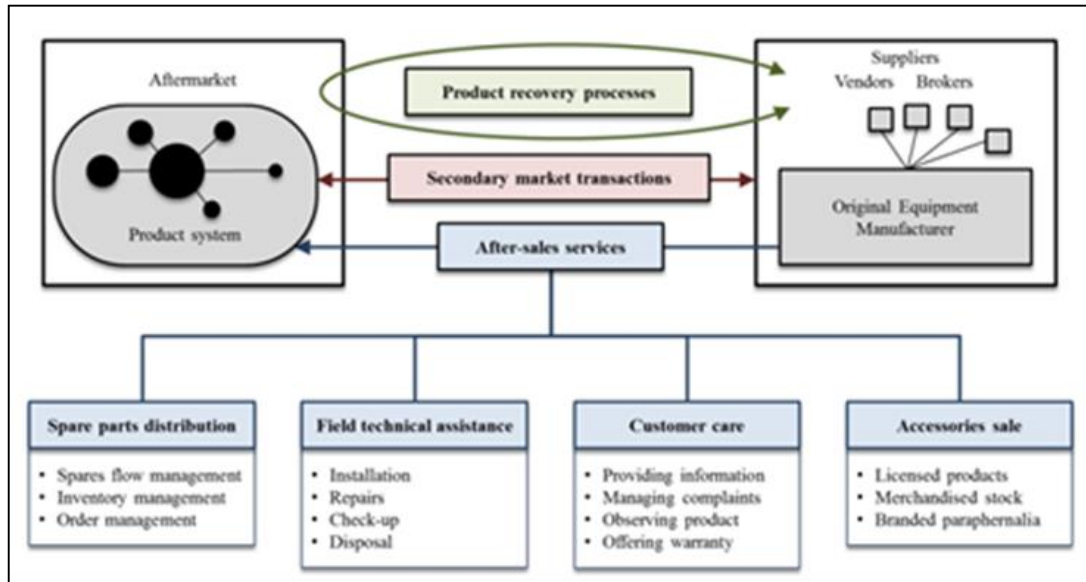 Aftermarket
Product system
Product recovery processes
Secondary market transactions
After-sales services
Suppliers
Vendors Brokers
Original Equipment
Manufacturer
Spare parts distribution
• Spares flow management
• Inventory management
• Order management
Field technical assistance
• Installation
• Repairs
• Check-up
• Disposal
Customer care
• Providing information
• Managing complaints
• Observing product
• Offering warranty
Accessories sale
• Licensed products
• Merchandised stock
• Branded paraphernalia